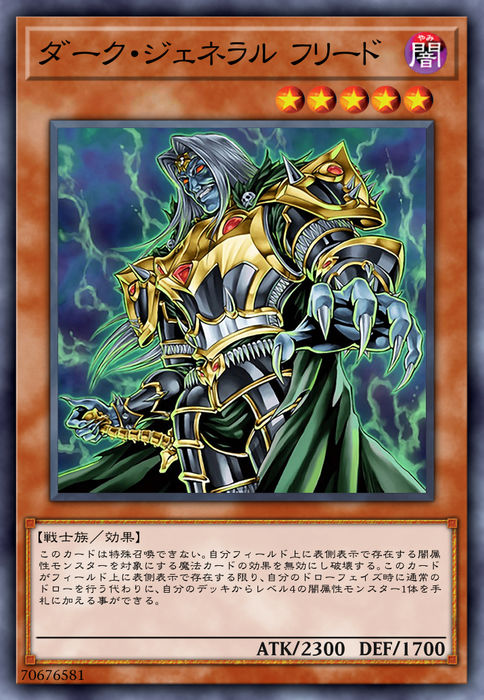 ダーク・ジェネラル フリード
やみ
闇
【戦士族／効果】
このカードは特殊召喚できない。自分フィールド上に表側表示で存在する闇属
性モンスターを対象にする魔法カードの効果を無効にし破壊する。このカード
がフィールド上に表側表示で存在する限り、自分のドローフェイズ時に通常の
ドローを行う代わりに、自分のデッキからレベル4の闇属性モンスター1体を手
札に加える事ができる。
ATK/2300 DEF/1700
70676581